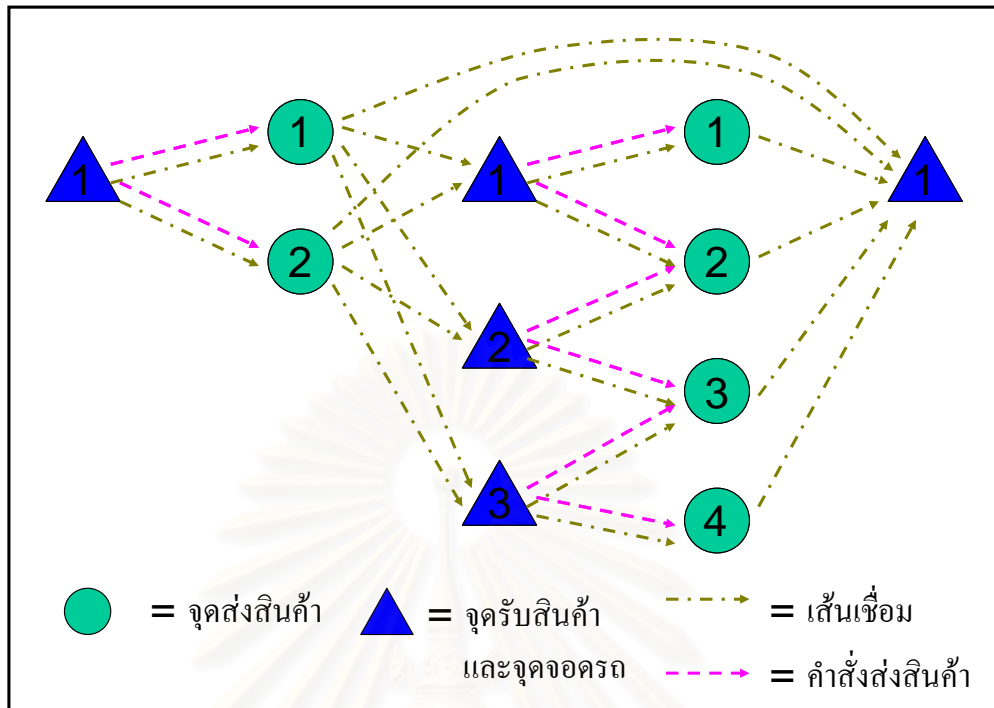 1 1 1
1 1 1
2 2
2
3
3
4
= จุดส่งสินค้า
= จุดรับสินค้า
และจุดจอดรถ
= เส้นเชื่อม
= คำสั่งส่งสินค้า